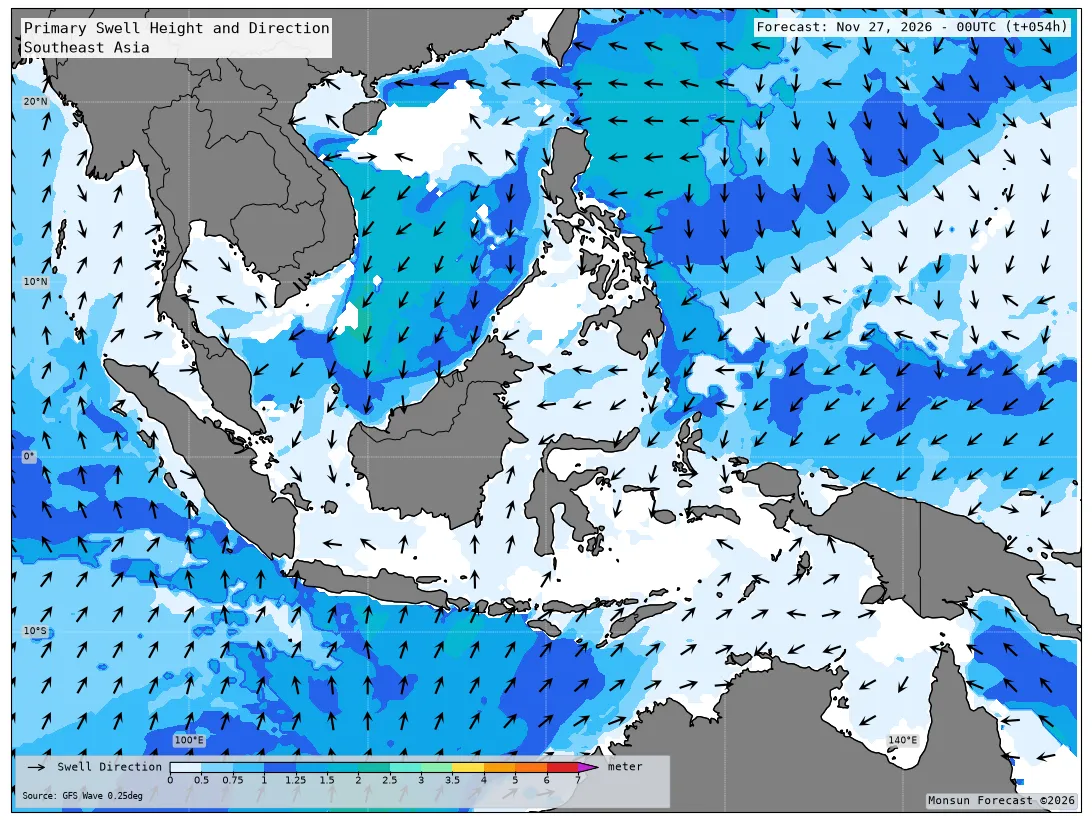 Primary Swell Height and Direction
Southeast Asia
Forecast: Nov 27, 2026 - 00UTC (t+054h)
20°N
10°N
0°
10°S
100°E
140°E
Swell Direction
meter
0 0.5 0.75 1 1.25 1.5 2 2.5 3 3.5 4 5 6 7
Source: GFS Wave 0.25deg
Monsun Forecast ©2026